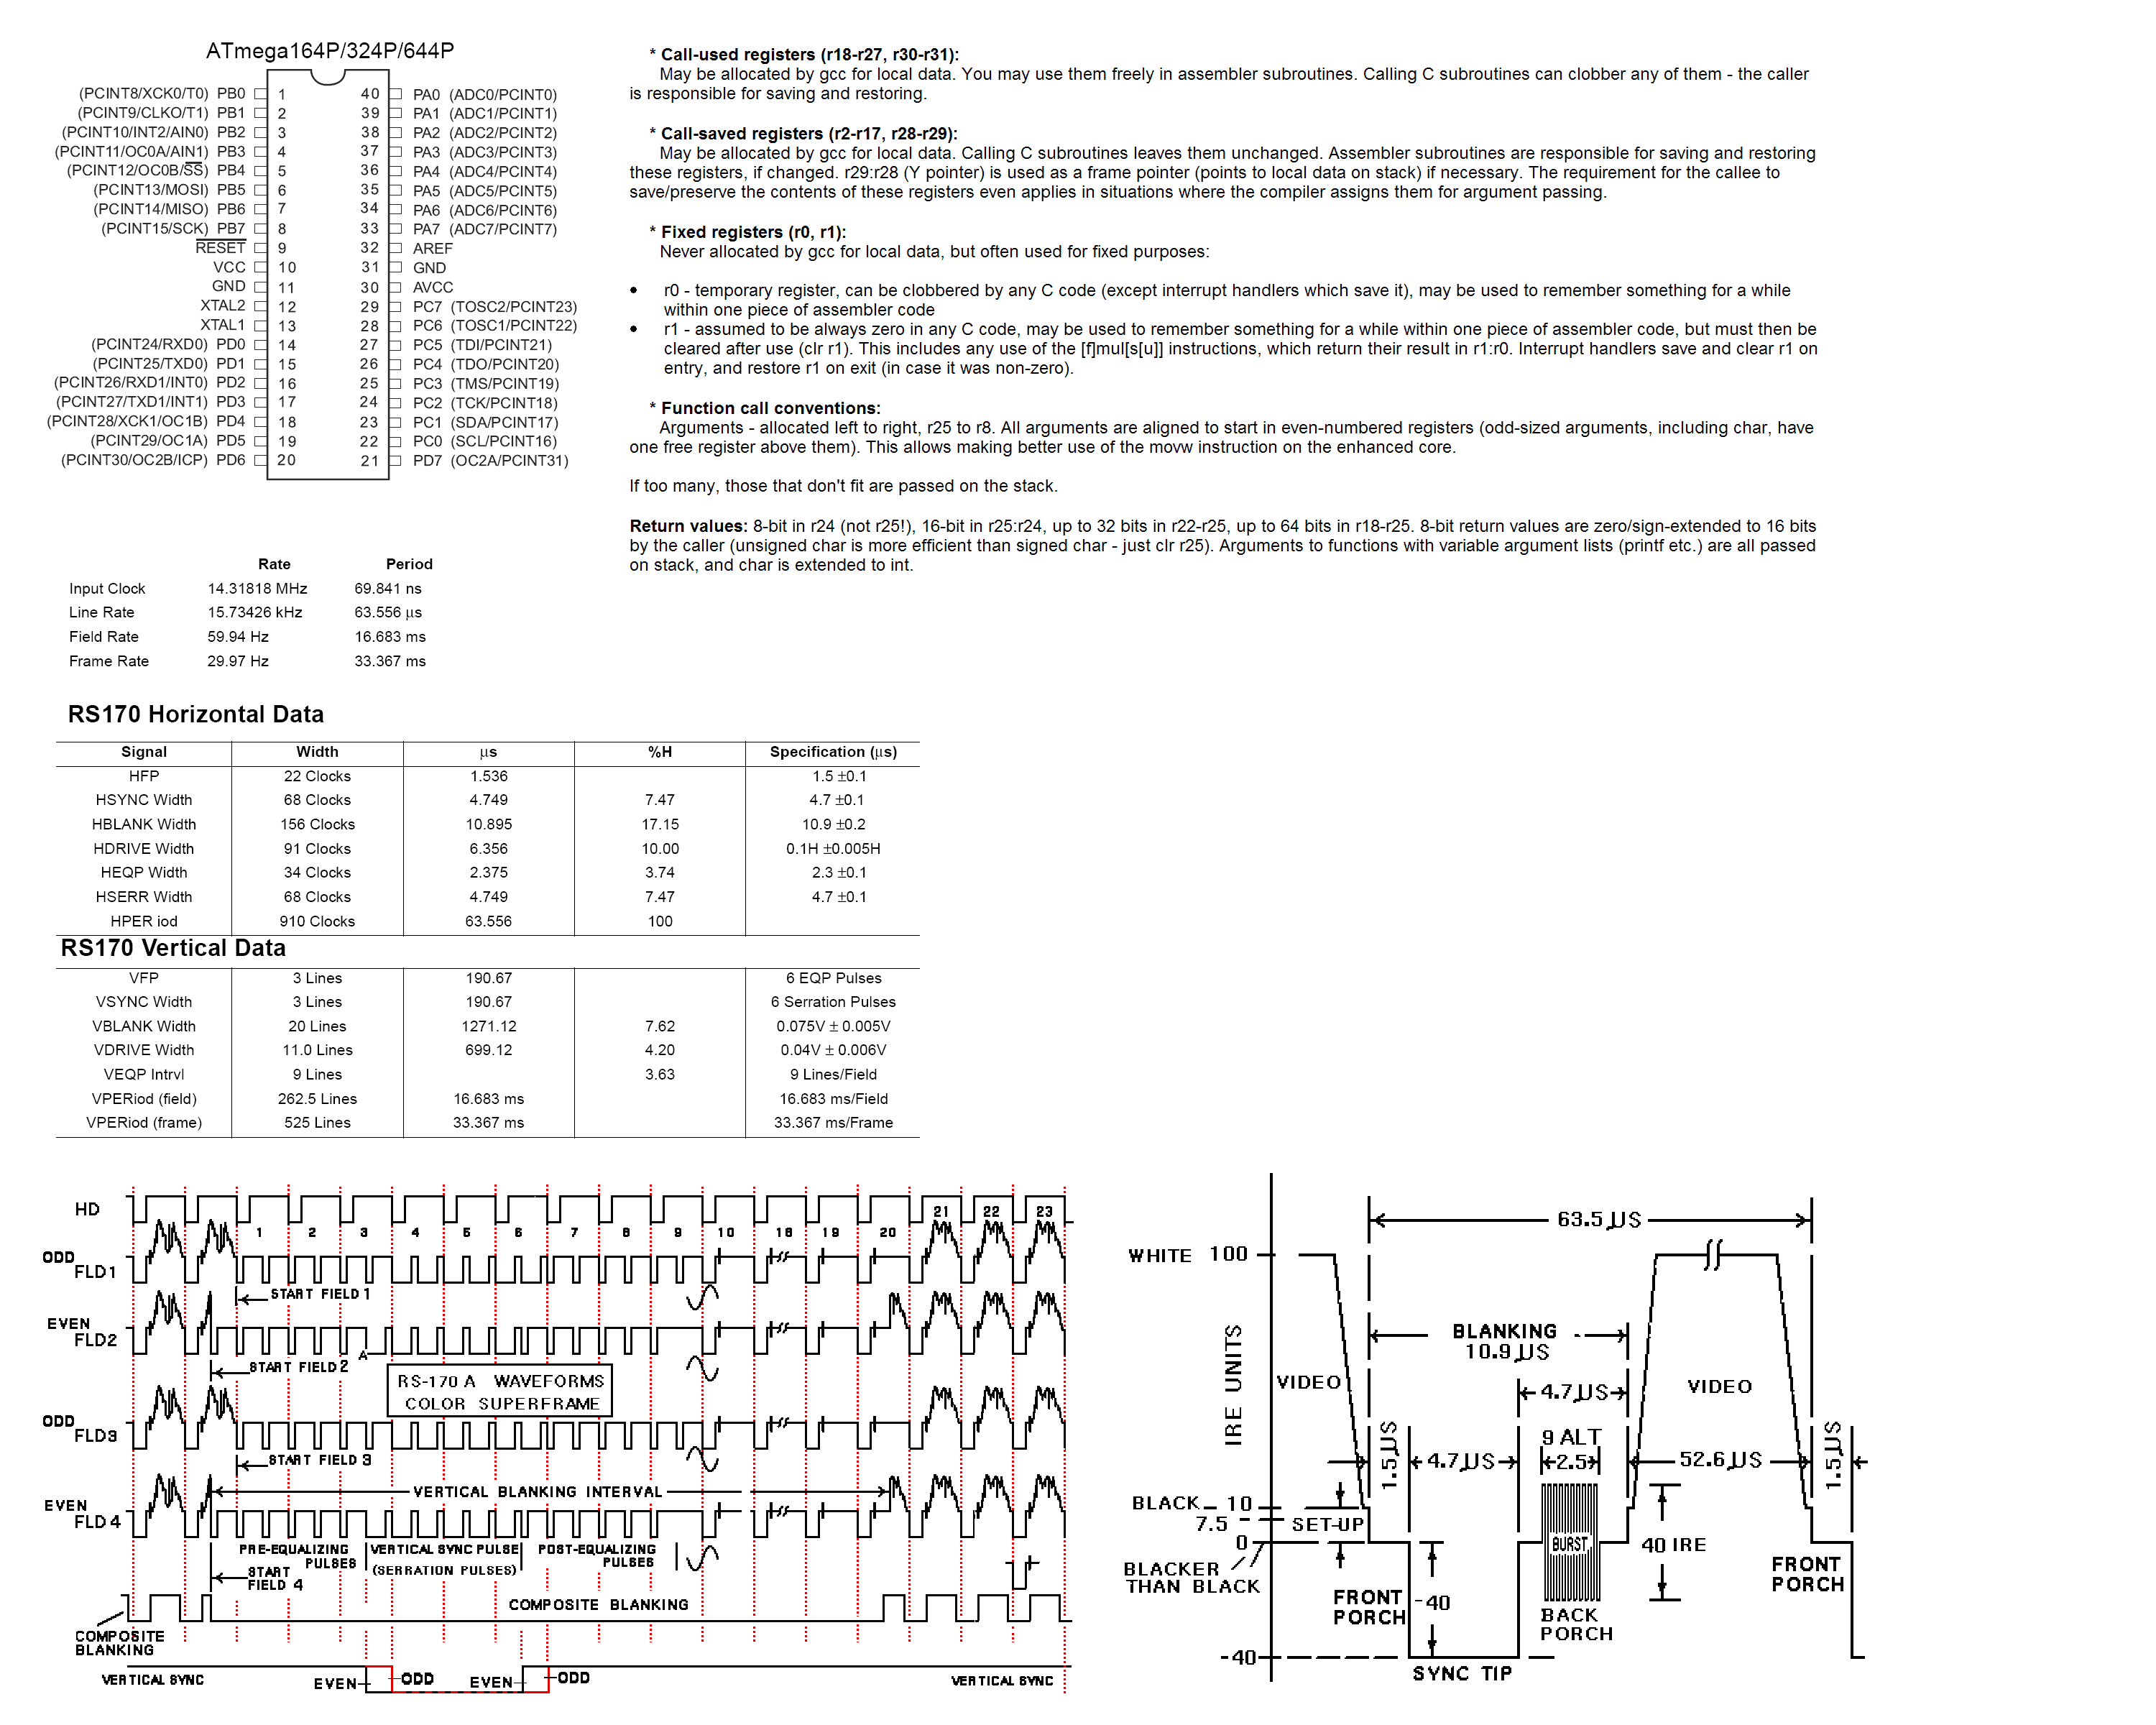 ATmega164P/324P/644P
(PCINT8/XCK0/T0) PB0 1 40 PA0 (ADC0/PCINT0)
(PCINT9/CLKO/T1) PB1 2 39 PA1 (ADC1/PCINT1)
(PCINT10/INT2/AIN0) PB2 3 38 PA2 (ADC2/PCINT2)
(PCINT11/OC0A/AIN1) PB3 4 37 PA3 (ADC3/PCINT3)
(PCINT12/OC0B/SS) PB4 5 36 PA4 (ADC4/PCINT4)
(PCINT13/MOSI) PB5 6 35 PA5 (ADC5/PCINT5)
(PCINT14/MISO) PB6 7 34 PA6 (ADC6/PCINT6)
(PCINT15/SCK) PB7 8 33 PA7 (ADC7/PCINT7)
RESET 9 32 AREF
VCC 10 31 GND
GND 11 30 AVCC
XTAL2 12 29 PC7 (TOSC2/PCINT23)
XTAL1 13 28 PC6 (TOSC1/PCINT22)
(PCINT24/RXD0) PD0 14 27 PC5 (TDI/PCINT21)
(PCINT25/TXD0) PD1 15 26 PC4 (TDO/PCINT20)
(PCINT26/RXD1/INT0) PD2 16 25 PC3 (TMS/PCINT19)
(PCINT27/TXD1/INT1) PD3 17 24 PC2 (TCK/PCINT18)
(PCINT28/XCK1/OC1B) PD4 18 23 PC1 (SDA/PCINT17)
(PCINT29/OC1A) PD5 19 22 PC0 (SCL/PCINT16)
(PCINT30/OC2B/ICP) PD6 20 21 PD7 (OC2A/PCINT31)
* Call-used registers (r18-r27, r30-r31):
May be allocated by gcc for local data. You may use them freely in assembler subroutines. Calling C subroutines can clobber any of them - the caller
is responsible for saving and restoring.
* Call-saved registers (r2-r17, r28-r29):
May be allocated by gcc for local data. Calling C subroutines leaves them unchanged. Assembler subroutines are responsible for saving and restoring
these registers, if changed. r29:r28 (Y pointer) is used as a frame pointer (points to local data on stack) if necessary. The requirement for the callee to
save/preserve the contents of these registers even applies in situations where the compiler assigns them for argument passing.
* Fixed registers (r0, r1):
Never allocated by gcc for local data, but often used for fixed purposes:
• r0 - temporary register, can be clobbered by any C code (except interrupt handlers which save it), may be used to remember something for a while
within one piece of assembler code
• r1 - assumed to be always zero in any C code, may be used to remember something for a while within one piece of assembler code, but must then be
cleared after use (clr r1). This includes any use of the [f]mul[s[u]] instructions, which return their result in r1:r0. Interrupt handlers save and clear r1 on
entry, and restore r1 on exit (in case it was non-zero).
* Function call conventions:
Arguments - allocated left to right, r25 to r8. All arguments are aligned to start in even-numbered registers (odd-sized arguments, including char, have
one free register above them). This allows making better use of the movw instruction on the enhanced core.
If too many, those that don't fit are passed on the stack.
Return values: 8-bit in r24 (not r25!), 16-bit in r25:r24, up to 32 bits in r22-r25, up to 64 bits in r18-r25. 8-bit return values are zero/sign-extended to 16 bits
by the caller (unsigned char is more efficient than signed char - just clr r25). Arguments to functions with variable argument lists (printf etc.) are all passed
on stack, and char is extended to int.
Rate Period
Input Clock 14.31818 MHz 69.841 ns
Line Rate 15.73426 kHz 63.556 µs
Field Rate 59.94 Hz 16.683 ms
Frame Rate 29.97 Hz 33.367 ms
RS170 Horizontal Data
Signal Width µs %H Specification (µs)
HFP 22 Clocks 1.536 1.5 ±0.1
HSYNC Width 68 Clocks 4.749 7.47 4.7 ±0.1
HBLANK Width 156 Clocks 10.895 17.15 10.9 ±0.2
HDRIVE Width 91 Clocks 6.356 10.00 0.1H ±0.005H
HEQP Width 34 Clocks 2.375 3.74 2.3 ±0.1
HSERR Width 68 Clocks 4.749 7.47 4.7 ±0.1
HPER iod 910 Clocks 63.556 100
RS170 Vertical Data
VFP 3 Lines 190.67 6 EQP Pulses
VSYNC Width 3 Lines 190.67 6 Serration Pulses
VBLANK Width 20 Lines 1271.12 7.62 0.075V ± 0.005V
VDRIVE Width 11.0 Lines 699.12 4.20 0.04V ± 0.006V
VEQP Intrvl 9 Lines 3.63 9 Lines/Field
VPERiod (field) 262.5 Lines 16.683 ms 16.683 ms/Field
VPERiod (frame) 525 Lines 33.367 ms 33.367 ms/Frame
HD
1 2 3 4 5 6 7 8 9 10 18 19 20 21 22 23
ODD
FLD1
START FIELD 1
EVEN
FLD2
A
START FIELD 2
RS-170 A WAVEFORMS
COLOR SUPERFRAME
ODD
FLD3
START FIELD 3
VERTICAL BLANKING INTERVAL
EVEN
FLD 4
PRE-EQUALIZING
PULSES
VERTICAL SYNC PULSE
(SERRATION PULSES)
POST-EQUALIZING
PULSES
START
FIELD 4
COMPOSITE BLANKING
COMPOSITE
BLANKING
VERTICAL SYNC
EVEN ODD EVEN ODD
VERTICAL SYNC
63.5 µS
WHITE 100
IRE UNITS
BLANKING
10.9 µS
VIDEO
4.7 µS
VIDEO
9 ALT
2.5
1.5 µS
4.7 µS
52.6 µS
1.5 µS
BLACK 10
7.5
SET-UP
0
BURST
40 IRE
BLACKER
THAN BLACK
FRONT
PORCH
-40
BACK
PORCH
FRONT
PORCH
-40
SYNC TIP